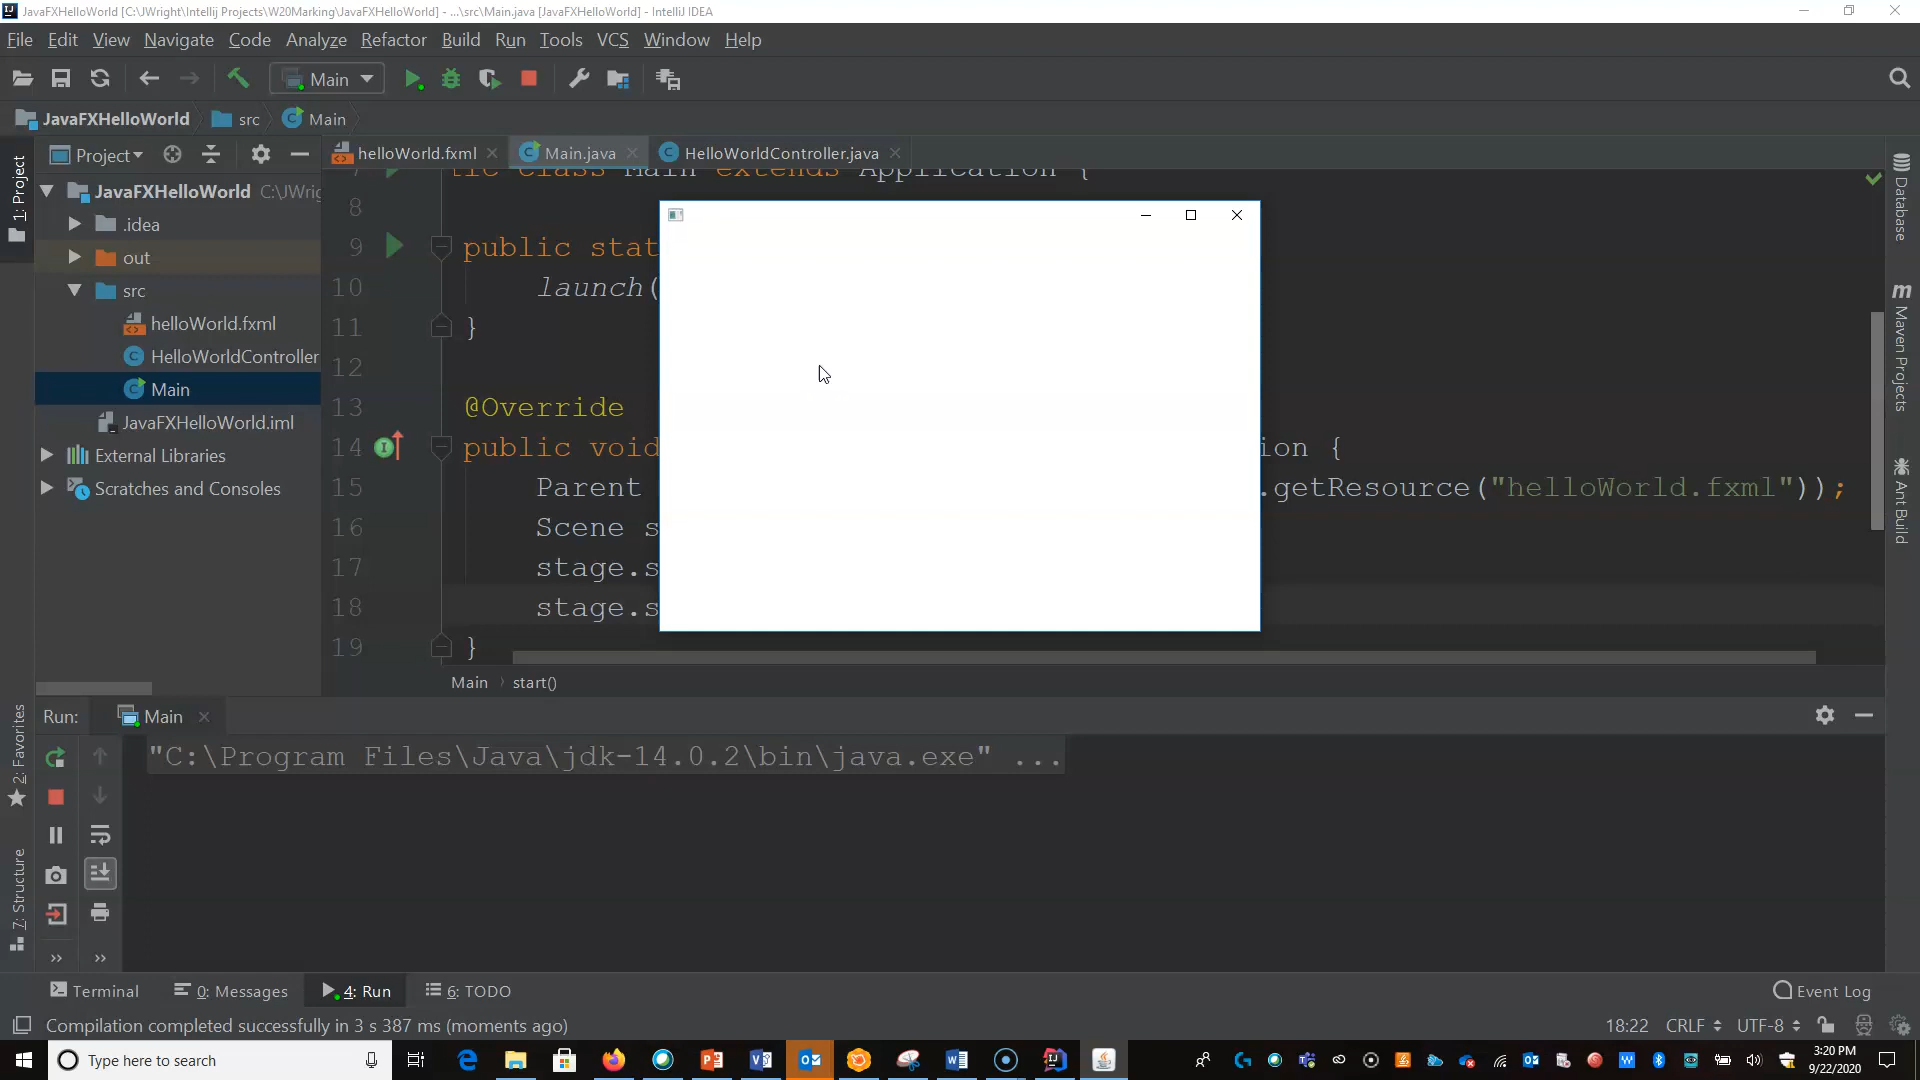 JavaFXHelloWorld [C:\JWright\Intellij Projects\W20Marking\JavaFXHelloWorld] - ...\src\Main.java [JavaFXHelloWorld] - IntelliJ IDEA
File Edit View Navigate Code Analyze Refactor Build Run Tools VCS Window Help
Main
JavaFXHelloWorld src Main
1: Project
Project
helloWorld.fxml Main.java HelloWorldController.java
JavaFXHelloWorld C:\JWrig
.idea
out
src
helloWorld.fxml
HelloWorldController
Main
JavaFXHelloWorld.iml
External Libraries
Scratches and Consoles
lic class Main extends Application {
8
9 public stat
10 launch(
11 }
12
13 @Override
14 public void ion {
15 Parent .getResource("helloWorld.fxml"));
16 Scene s
17 stage.s
18 stage.s
19 }
Main start()
Database
Maven Projects
Ant Build
2: Favorites
7: Structure
Run: Main
"C:\Program Files\Java\jdk-14.0.2\bin\java.exe" ...
Terminal 0: Messages 4: Run 6: TODO Event Log
Compilation completed successfully in 3 s 387 ms (moments ago) 18:22 CRLF UTF-8
Type here to search
3:20 PM
9/22/2020